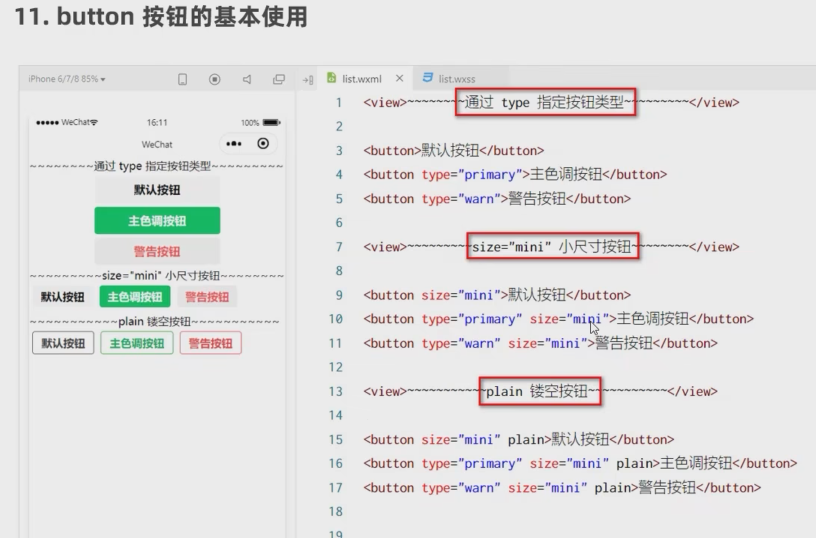 11. button 按钮的基本使用
iPhone 6/7/8 85%
list.wxml
list.wxss
WeChat
16:11
100%
WeChat
~~~~~~~~通过 type 指定按钮类型~~~~~~~~~
默认按钮
主色调按钮
警告按钮
~~~~~~~~~size="mini" 小尺寸按钮~~~~~~~~
默认按钮 主色调按钮 警告按钮
~~~~~~~~~~~plain 镂空按钮~~~~~~~~~~~
默认按钮 主色调按钮 警告按钮
1 <view>~~~~~~~~通过 type 指定按钮类型~~~~~~~~~</view>
2
3 <button>默认按钮</button>
4 <button type="primary">主色调按钮</button>
5 <button type="warn">警告按钮</button>
6
7 <view>~~~~~~~~~size="mini" 小尺寸按钮~~~~~~~~</view>
8
9 <button size="mini">默认按钮</button>
10 <button type="primary" size="mini">主色调按钮</button>
11 <button type="warn" size="mini">警告按钮</button>
12
13 <view>~~~~~~~~~~~plain 镂空按钮~~~~~~~~~~~</view>
14
15 <button size="mini" plain>默认按钮</button>
16 <button type="primary" size="mini" plain>主色调按钮</button>
17 <button type="warn" size="mini" plain>警告按钮</button>
18
19